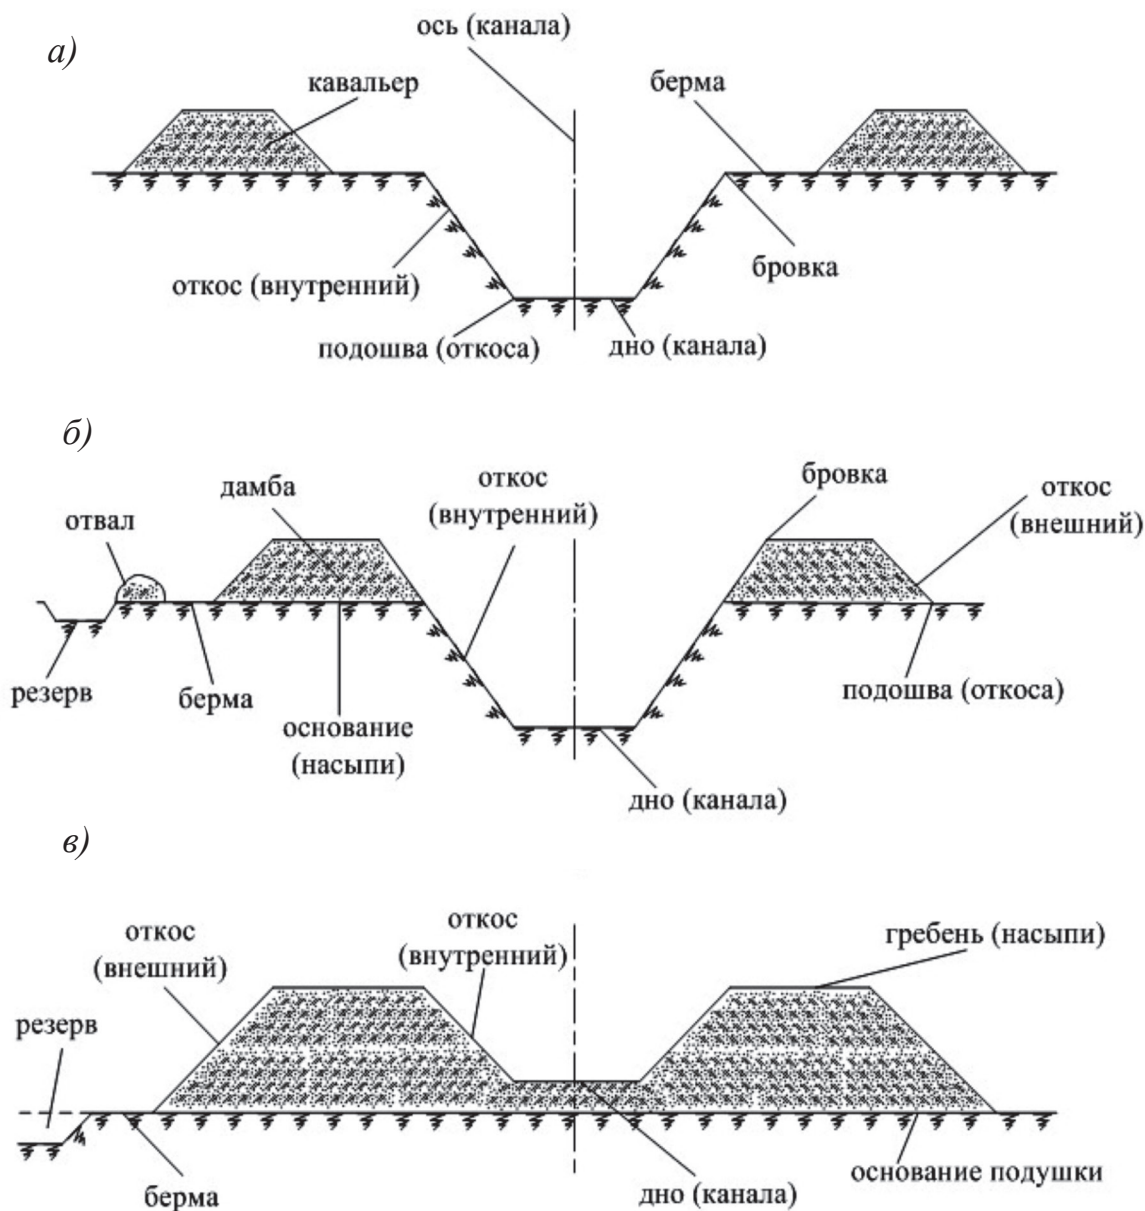 а)
ось (канала)
кавальер
берма
откос (внутренний)
бровка
подошва (откоса)
дно (канала)
б)
дамба
откос
(внутренний)
бровка
откос
(внешний)
отвал
резерв
берма
основание
(насыпи)
подошва (откоса)
дно (канала)
в)
откос
(внешний)
откос
(внутренний)
гребень (насыпи)
резерв
берма
дно (канала)
основание подушки